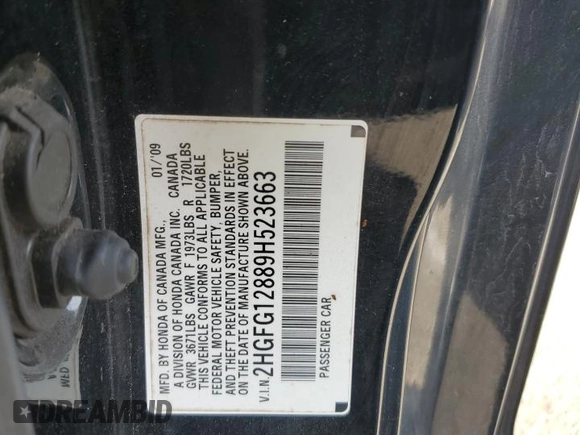 MFD. BY HONDA OF CANADA MFG., 01/'09
A DIVISION OF HONDA CANADA INC. CANADA
GVWR 3671LBS GAWR F 1973LBS R 1720LBS
THIS VEHICLE CONFORMS TO ALL APPLICABLE
FEDERAL MOTOR VEHICLE SAFETY, BUMPER,
AND THEFT PREVENTION STANDARDS IN EFFECT
ON THE DATE OF MANUFACTURE SHOWN ABOVE.
V.I.N. 2HGFG12889H523663
PASSENGER CAR
DREAMBID